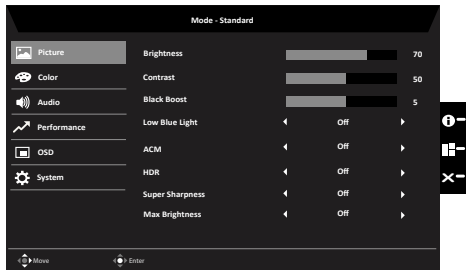 Mode - Standard
Picture
Brightness 70
Color
Contrast 50
Audio
Black Boost 5
Performance
Low Blue Light Off
OSD
ACM Off
System
HDR Off
Super Sharpness Off
Max Brightness Off
Move Enter